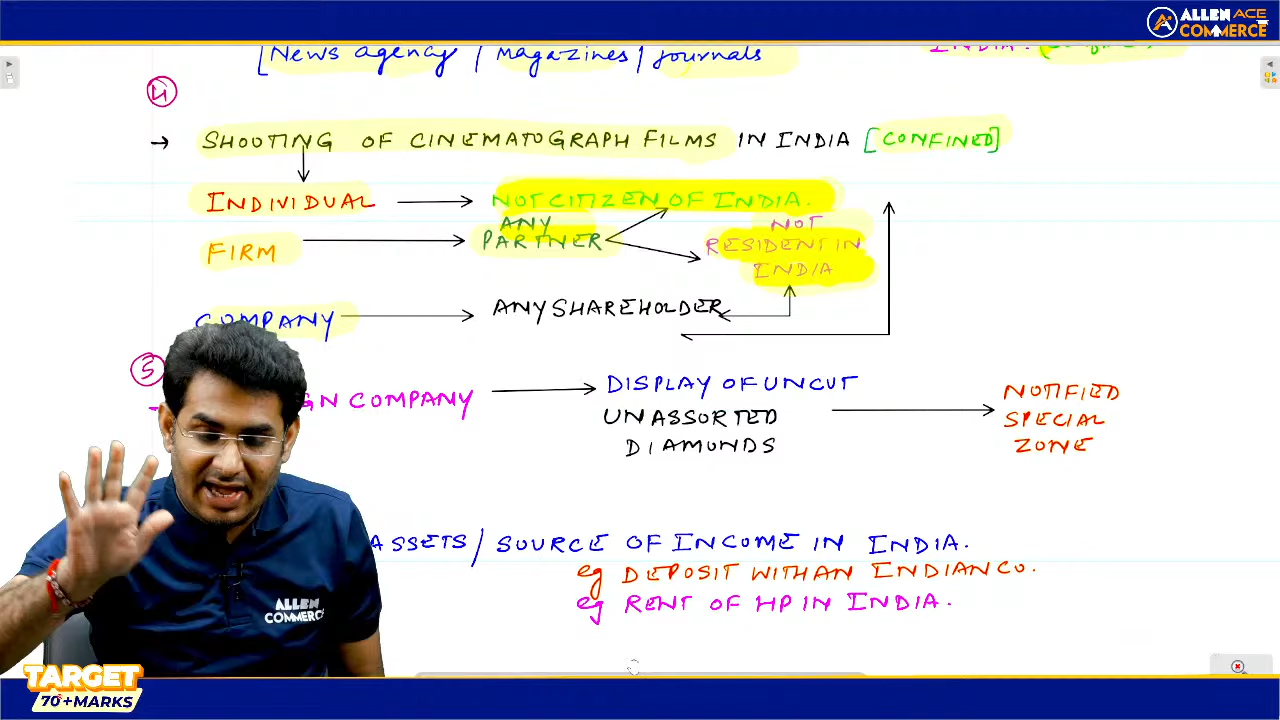 ALLEN ACE
COMMERCE
[News agency / magazines / journals
INDIA.
4
→ SHOOTING OF CINEMATOGRAPH FILMS IN INDIA [CONFINED]
INDIVIDUAL → NOT CITIZEN OF INDIA.
FIRM → ANY PARTNER → NOT RESIDENT IN INDIA
COMPANY → ANY SHAREHOLDER
5
GN COMPANY → DISPLAY OF UNCUT → NOTIFIED
UNASSORTED SPECIAL
DIAMONDS ZONE
ASSETS / SOURCE OF INCOME IN INDIA.
eg DEPOSIT WITH AN INDIAN CO.
eg RENT OF HP IN INDIA.
ALLEN
COMMERCE
TARGET
70+MARKS